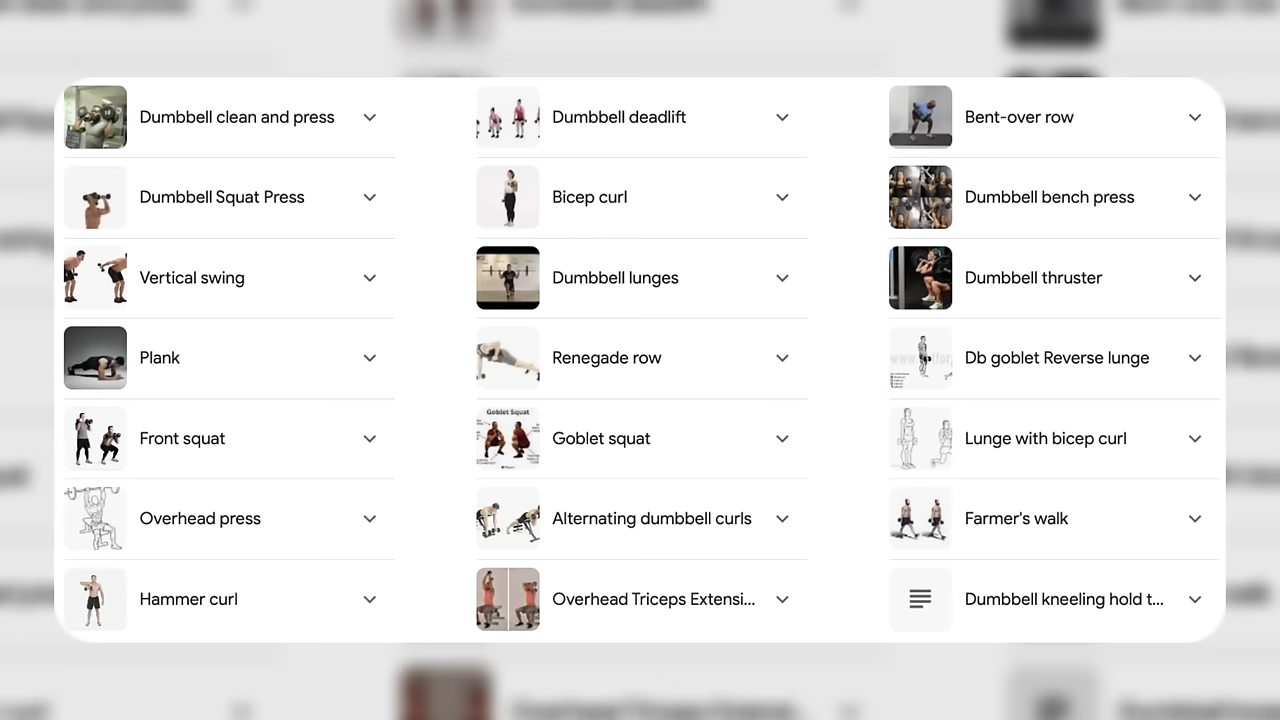 Dumbbell clean and press
Dumbbell deadlift
Bent-over row
Dumbbell Squat Press
Bicep curl
Dumbbell bench press
Vertical swing
Dumbbell lunges
Dumbbell thruster
Plank
Renegade row
Db goblet Reverse lunge
Front squat
Goblet Squat
Goblet squat
Lunge with bicep curl
Overhead press
Alternating dumbbell curls
Farmer's walk
Hammer curl
Overhead Triceps Extensi...
Dumbbell kneeling hold t...